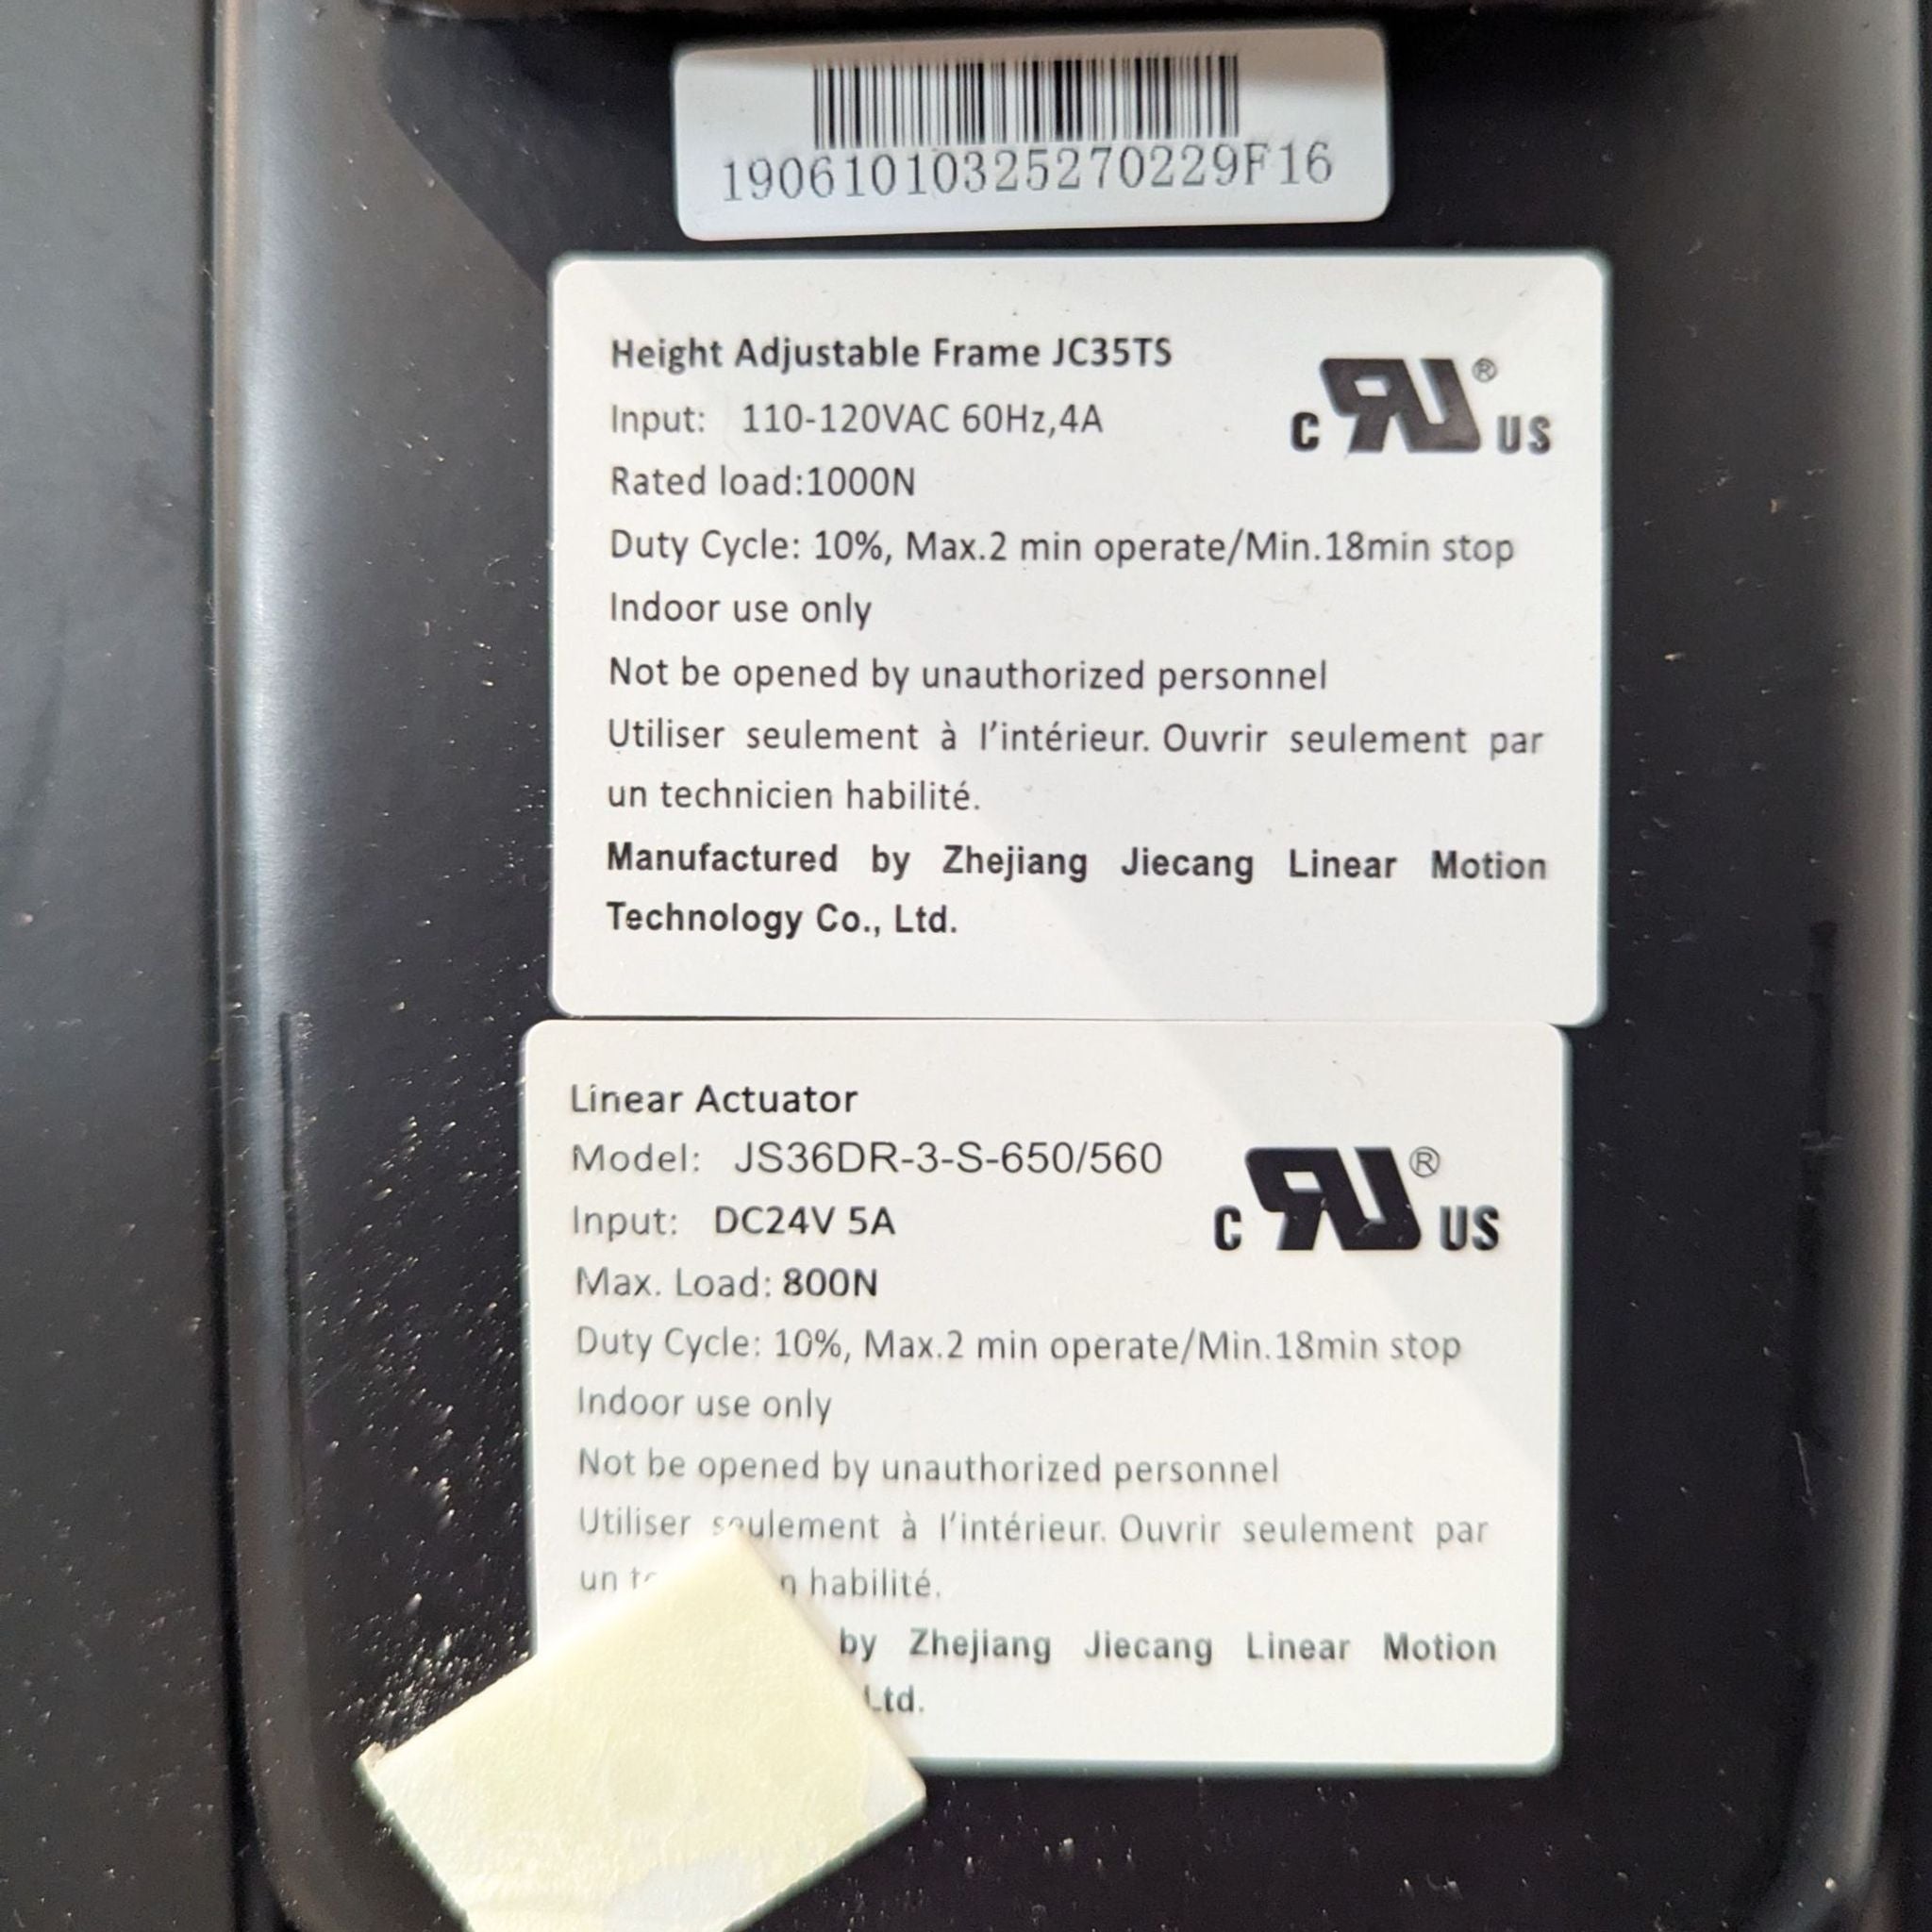 19061010325270229F16
Height Adjustable Frame JC35TS
Input: 110-120VAC 60Hz,4A
C RU ® US
Rated load:1000N
Duty Cycle: 10%, Max.2 min operate/Min.18min stop
Indoor use only
Not be opened by unauthorized personnel
Utiliser seulement à l'intérieur. Ouvrir seulement par
un technicien habilité.
Manufactured by Zhejiang Jiecang Linear Motion
Technology Co., Ltd.
Linear Actuator
Model: JS36DR-3-S-650/560
C RU ® US
Input: DC24V 5A
Max. Load: 800N
Duty Cycle: 10%, Max.2 min operate/Min.18min stop
Indoor use only
Not be opened by unauthorized personnel
Utiliser seulement à l'intérieur. Ouvrir seulement par
un habilité.
by Zhejiang Jiecang Linear Motion
Ltd.